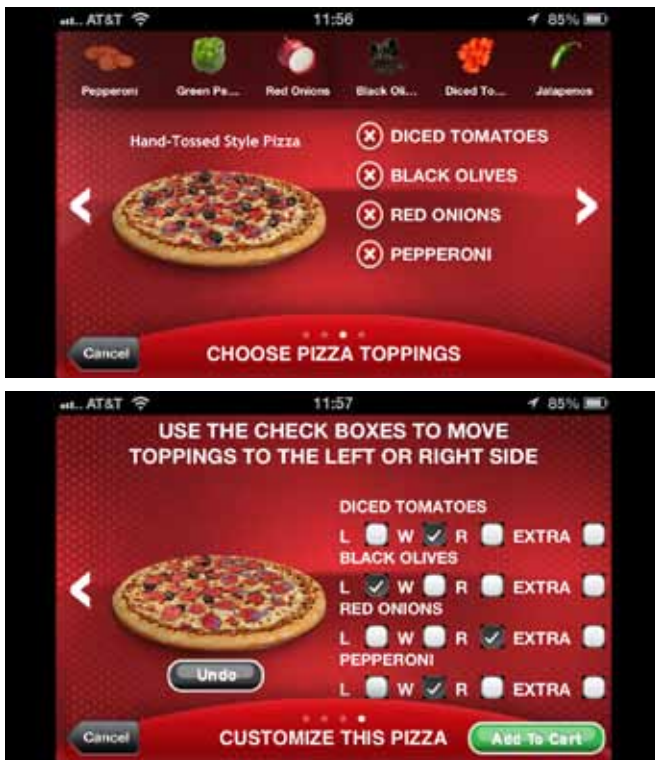 AT&T 11:56 85%
Pepperoni Green Pe... Red Onions Black Oli... Diced To... Jalapenos
Hand-Tossed Style Pizza
DICED TOMATOES
BLACK OLIVES
RED ONIONS
PEPPERONI
Cancel
CHOOSE PIZZA TOPPINGS
AT&T 11:57 85%
USE THE CHECK BOXES TO MOVE
TOPPINGS TO THE LEFT OR RIGHT SIDE
DICED TOMATOES
L W R EXTRA
BLACK OLIVES
L W R EXTRA
RED ONIONS
L W R EXTRA
PEPPERONI
L W R EXTRA
Undo
Cancel
CUSTOMIZE THIS PIZZA
Add To Cart